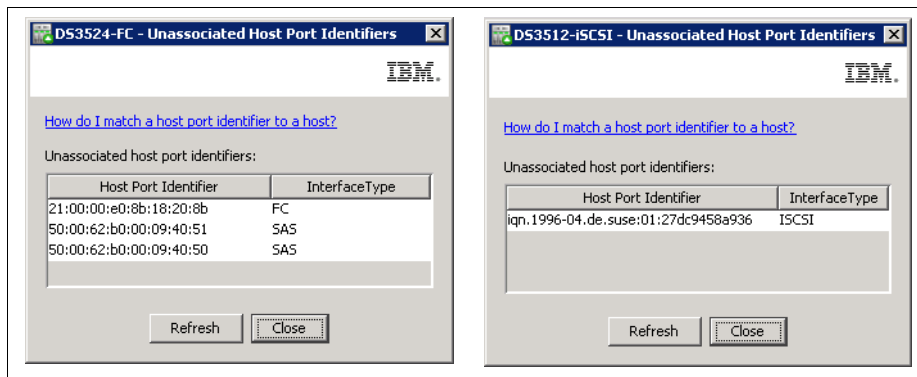 DS3524-FC - Unassociated Host Port Identifiers
IBM.
How do I match a host port identifier to a host?
Unassociated host port identifiers:
Host Port Identifier InterfaceType
21:00:00:e0:8b:18:20:8b FC
50:00:62:b0:00:09:40:51 SAS
50:00:62:b0:00:09:40:50 SAS
Refresh Close
DS3512-iSCSI - Unassociated Host Port Identifiers
IBM.
How do I match a host port identifier to a host?
Unassociated host port identifiers:
Host Port Identifier InterfaceType
iqn.1996-04.de.suse:01:27dc9458a936 ISCSI
Refresh Close